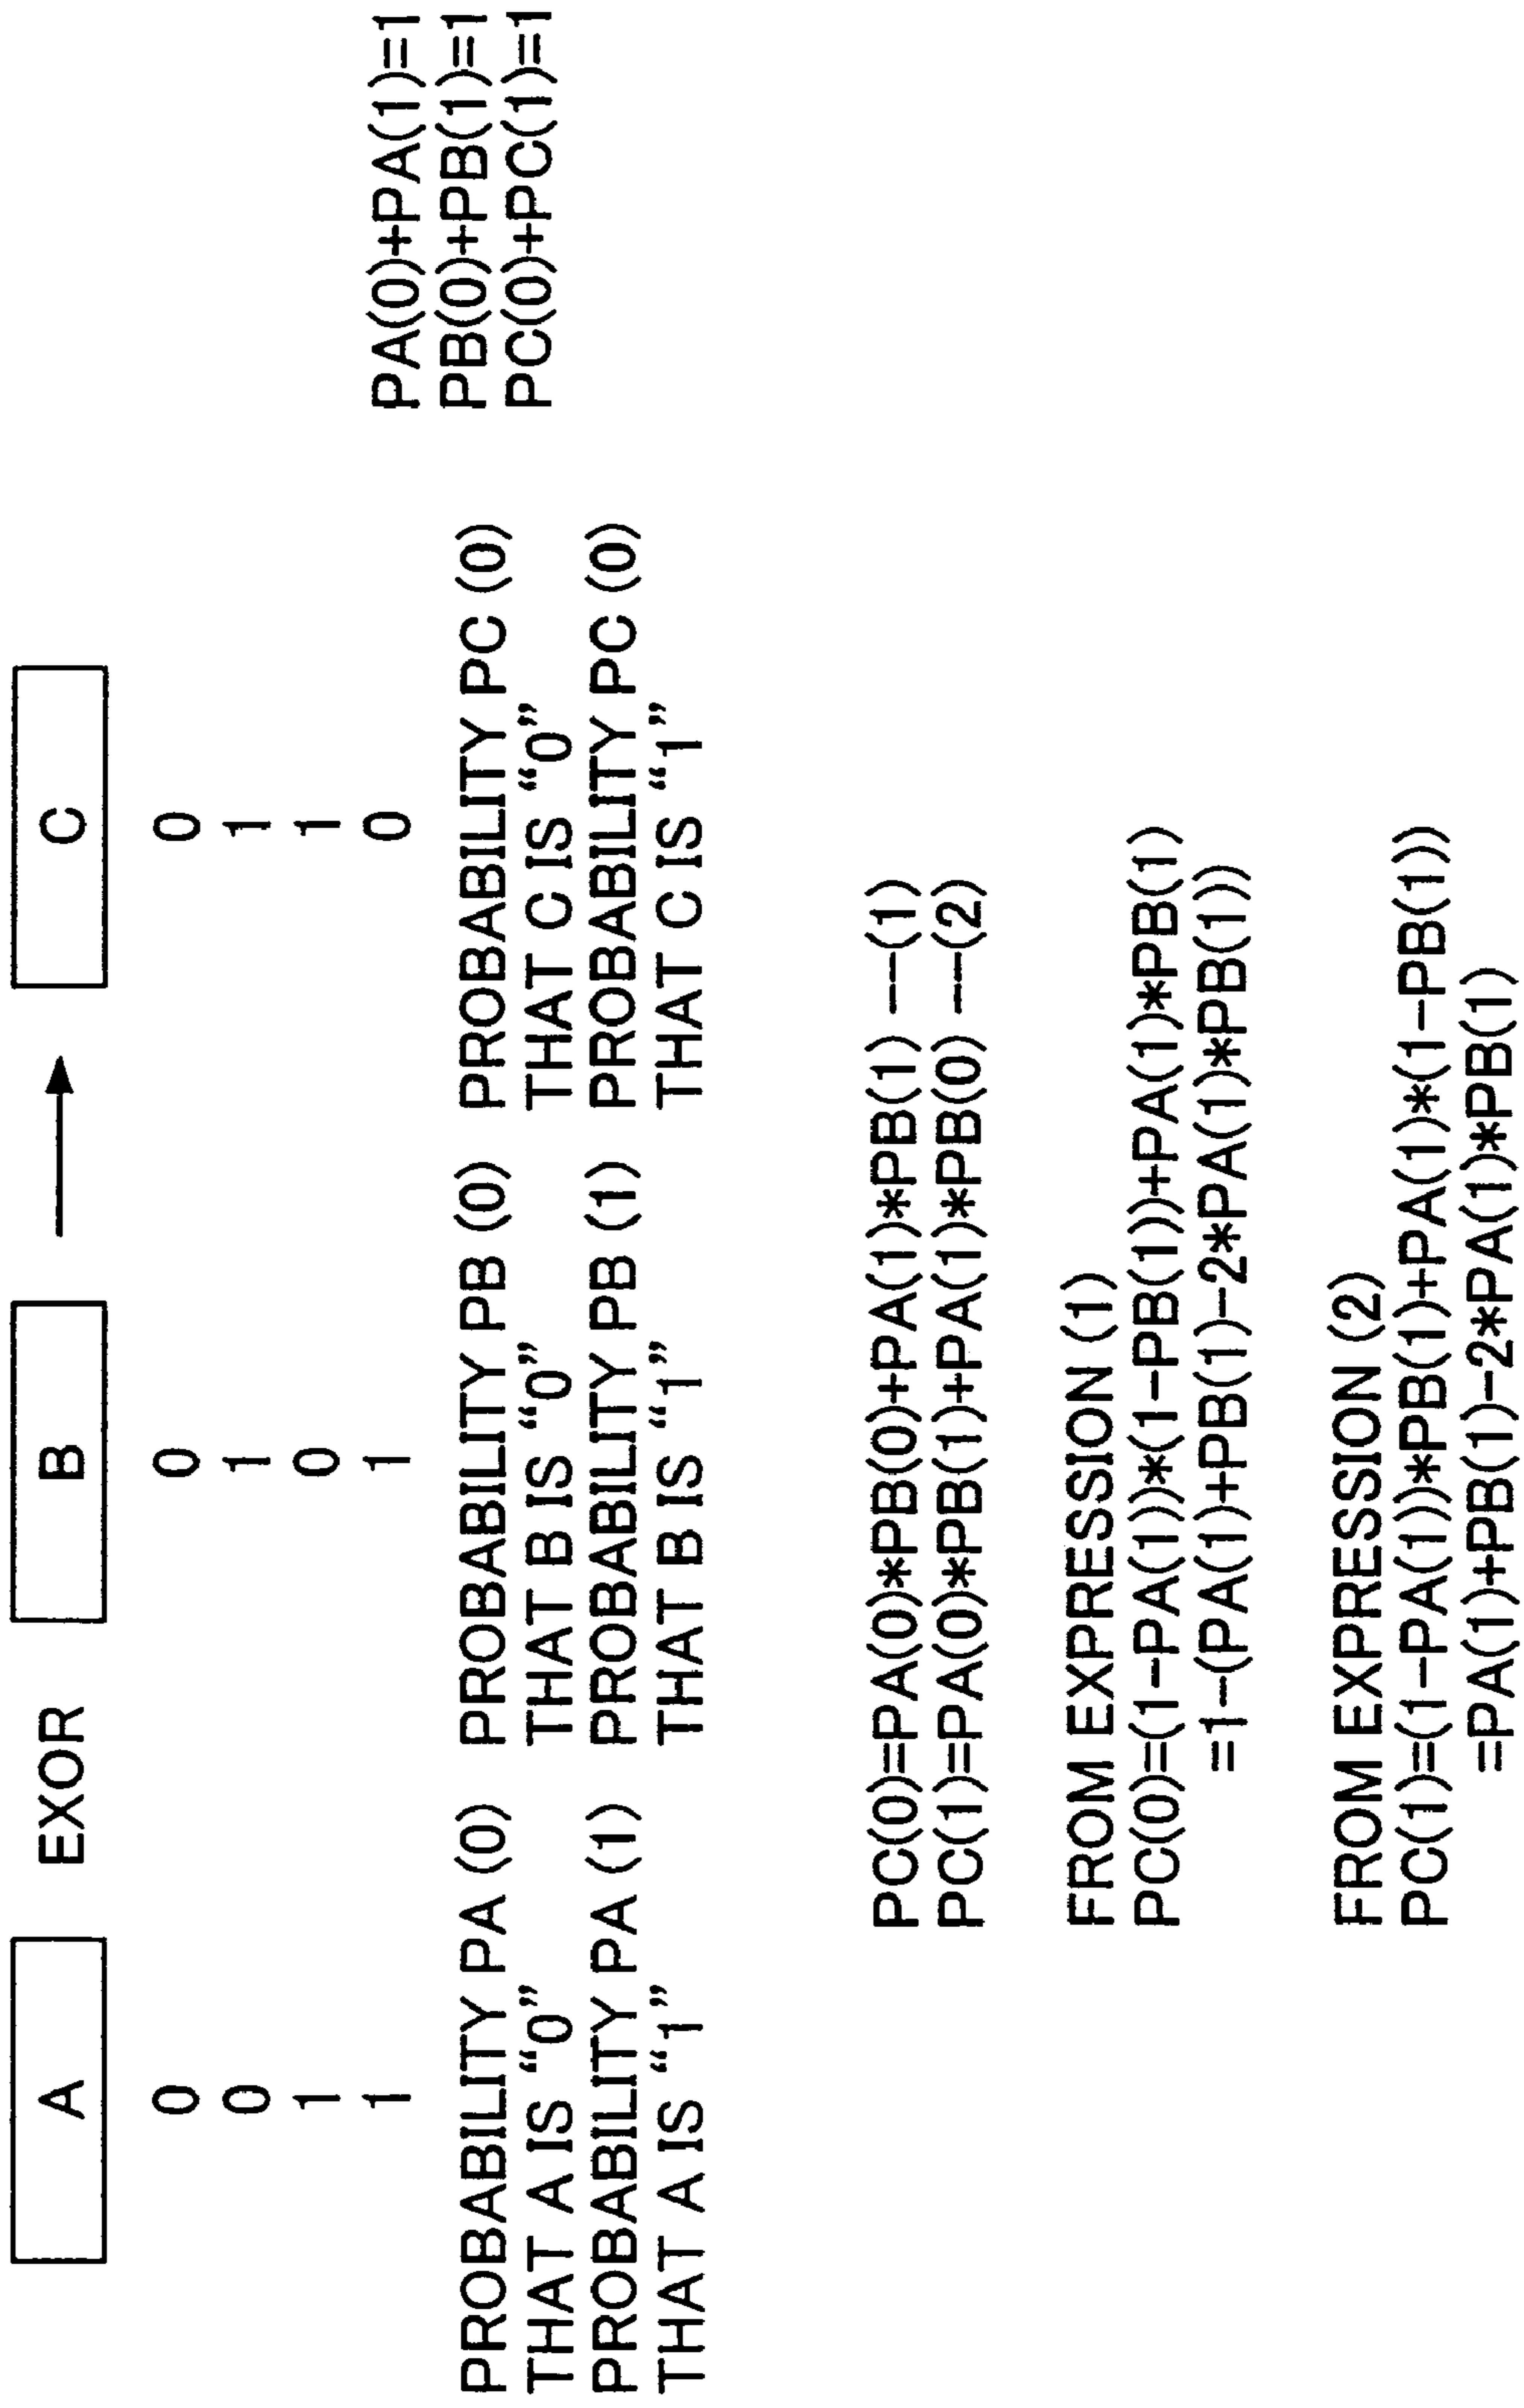 A EXOR B C
0 0 0
0 1 1
1 0 1
1 1 0
PA(0)+PA(1)=1
PB(0)+PB(1)=1
PC(0)+PC(1)=1
PROBABILITY PA (0)
THAT A IS “0”
PROBABILITY PA (1)
THAT A IS “1”
PROBABILITY PB (0)
THAT B IS “0”
PROBABILITY PB (1)
THAT B IS “1”
PROBABILITY PC (0)
THAT C IS “0”
PROBABILITY PC (0)
THAT C IS “1”
PC(0)=PA(0)*PB(0)+PA(1)*PB(1) ---(1)
PC(1)=PA(0)*PB(1)+PA(1)*PB(0) ---(2)
FROM EXPRESSION (1)
PC(0)=(1-PA(1))*(1-PB(1))+PA(1)*PB(1)
=1-(PA(1)+PB(1)-2*PA(1)*PB(1))
FROM EXPRESSION (2)
PC(1)=(1-PA(1))*PB(1)+PA(1)*(1-PB(1))
=PA(1)+PB(1)-2*PA(1)*PB(1)